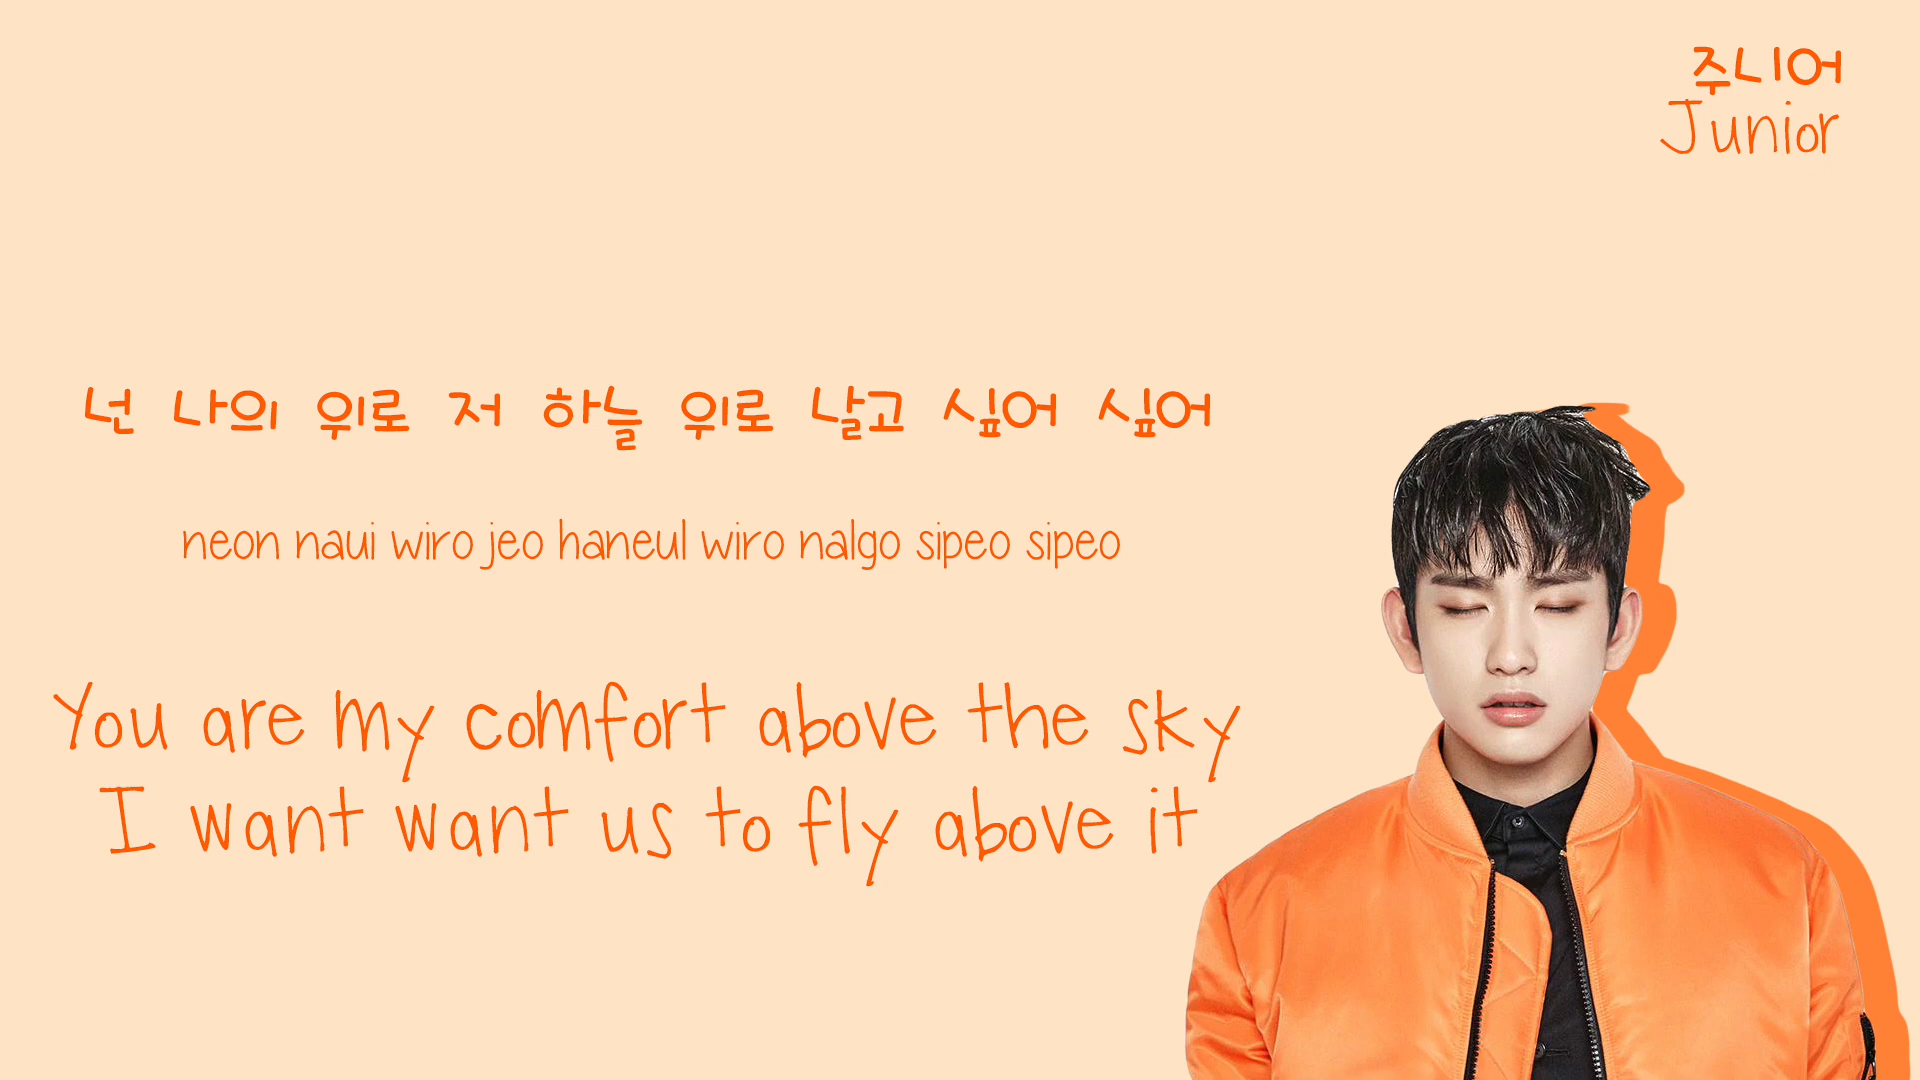 주니어
Junior
넌 나의 위로 저 하늘 위로 날고 싶어 싶어
neon naui wiro jeo haneul wiro nalgo sipeo sipeo
You are my comfort above the sky
I want want us to fly above it